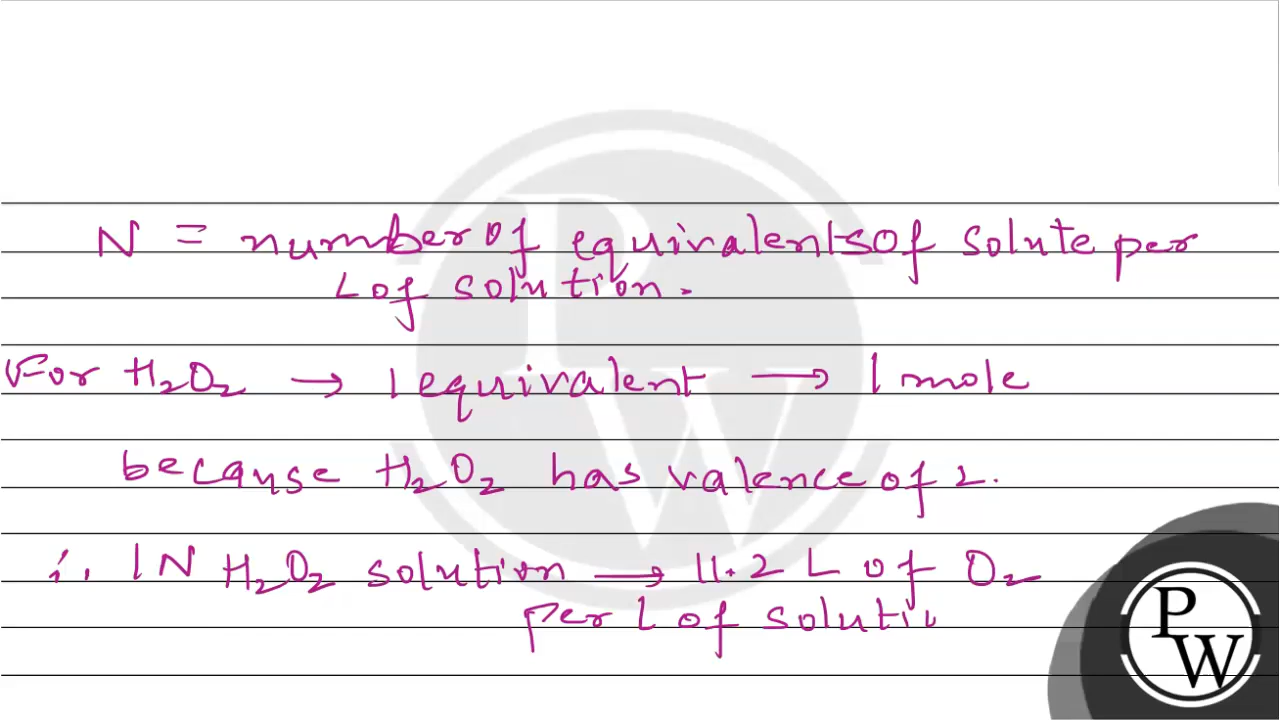 N = number of equivalents of solute per
L of solution.
For H₂O₂ → 1 equivalent → 1 mole
because H₂O₂ has valence of 2.
∴ 1N H₂O₂ solution → 11.2 L of O₂
per L of soluti
P
W
P
W